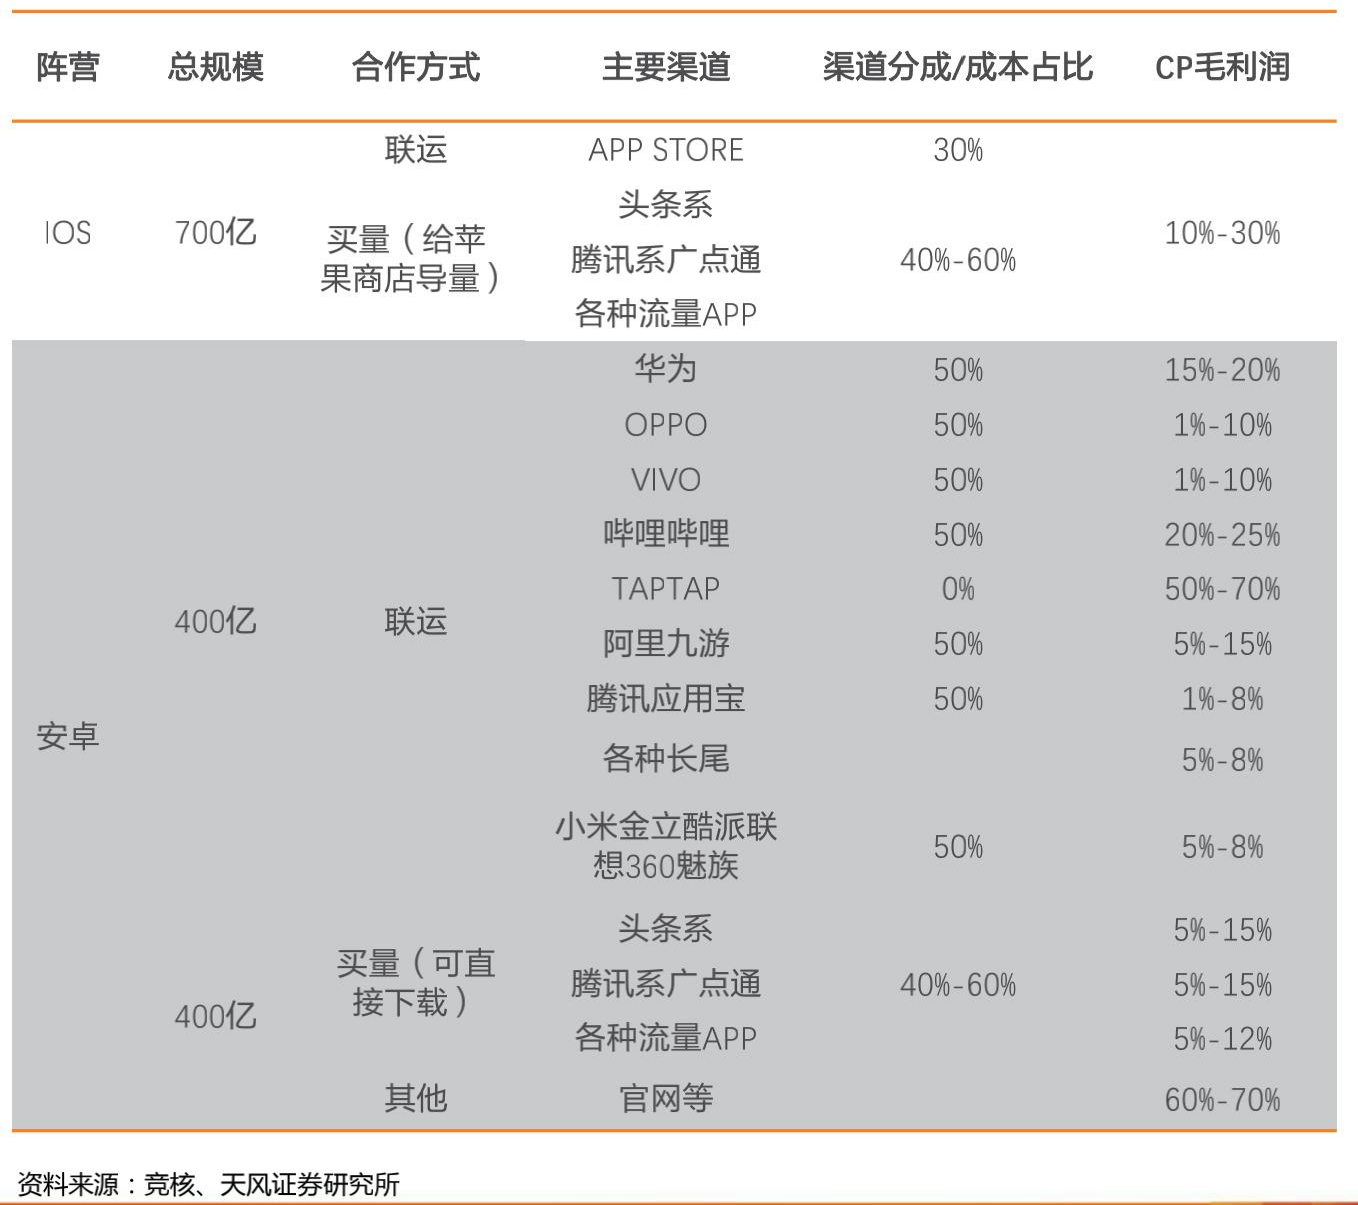 阵营 总规模 合作方式 主要渠道 渠道分成/成本占比 CP毛利润
联运 APP STORE 30%
头条系
IOS 700亿 买量（给苹 10%-30%
果商店导量） 腾讯系广点通 40%-60%
各种流量APP
华为 50% 15%-20%
OPPO 50% 1%-10%
VIVO 50% 1%-10%
哔哩哔哩 50% 20%-25%
TAPTAP 0% 50%-70%
400亿 联运 阿里九游 50% 5%-15%
腾讯应用宝 50% 1%-8%
安卓
各种长尾 5%-8%
小米金立酷派联
想360魅族 50% 5%-8%
头条系 5%-15%
买量（可直
接下载） 腾讯系广点通 40%-60% 5%-15%
400亿 各种流量APP 5%-12%
其他 官网等 60%-70%
资料来源：竞核、天风证券研究所